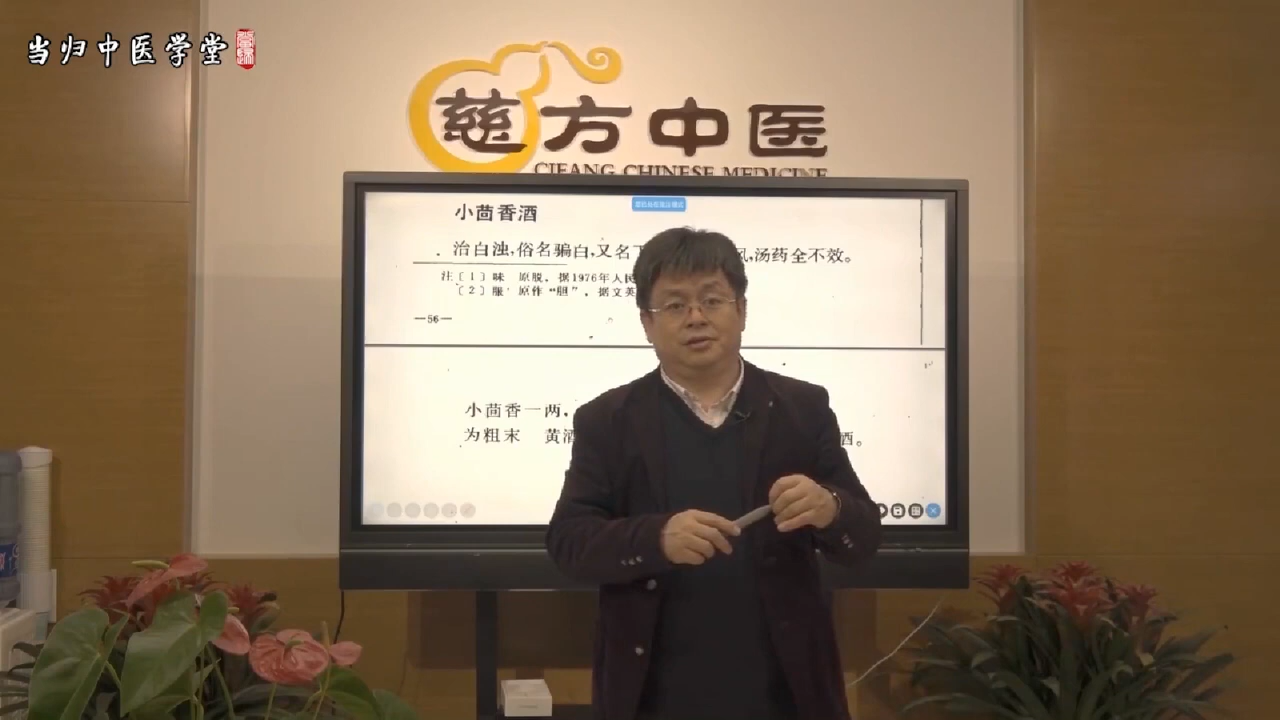 当归中医学堂
慈方中医
CIFANG CHINESE MEDICINE
小茴香酒
治白浊,俗名骗白,又名下 风,汤药全不效。
注〔1〕味 原脱,据1976年人民
〔2〕服 原作“胆”,据文英
—56—
小茴香一两,
为粗末 黄酒 酒。